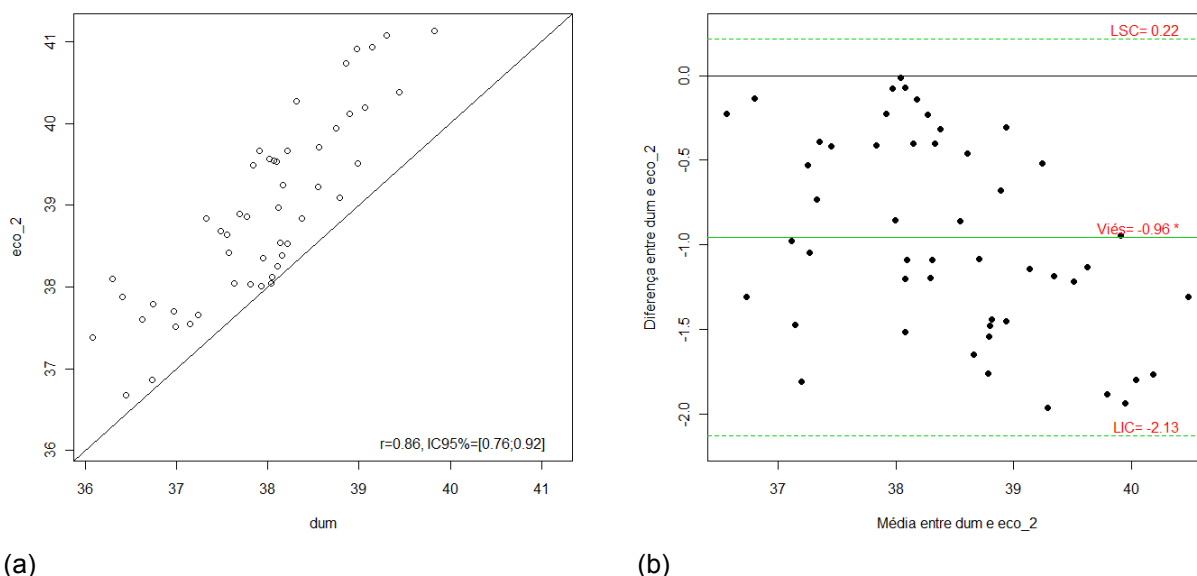 eco_2
36 37 38 39 40 41
r=0.86, IC95%=[0.76;0.92]
36 37 38 39 40 41
dum
(a)
Diferença entre dum e eco_2
0.0 -0.5 -1.0 -1.5 -2.0
LSC= 0.22
Viés= -0.96 *
LIC= -2.13
37 38 39 40
Média entre dum e eco_2
(b)